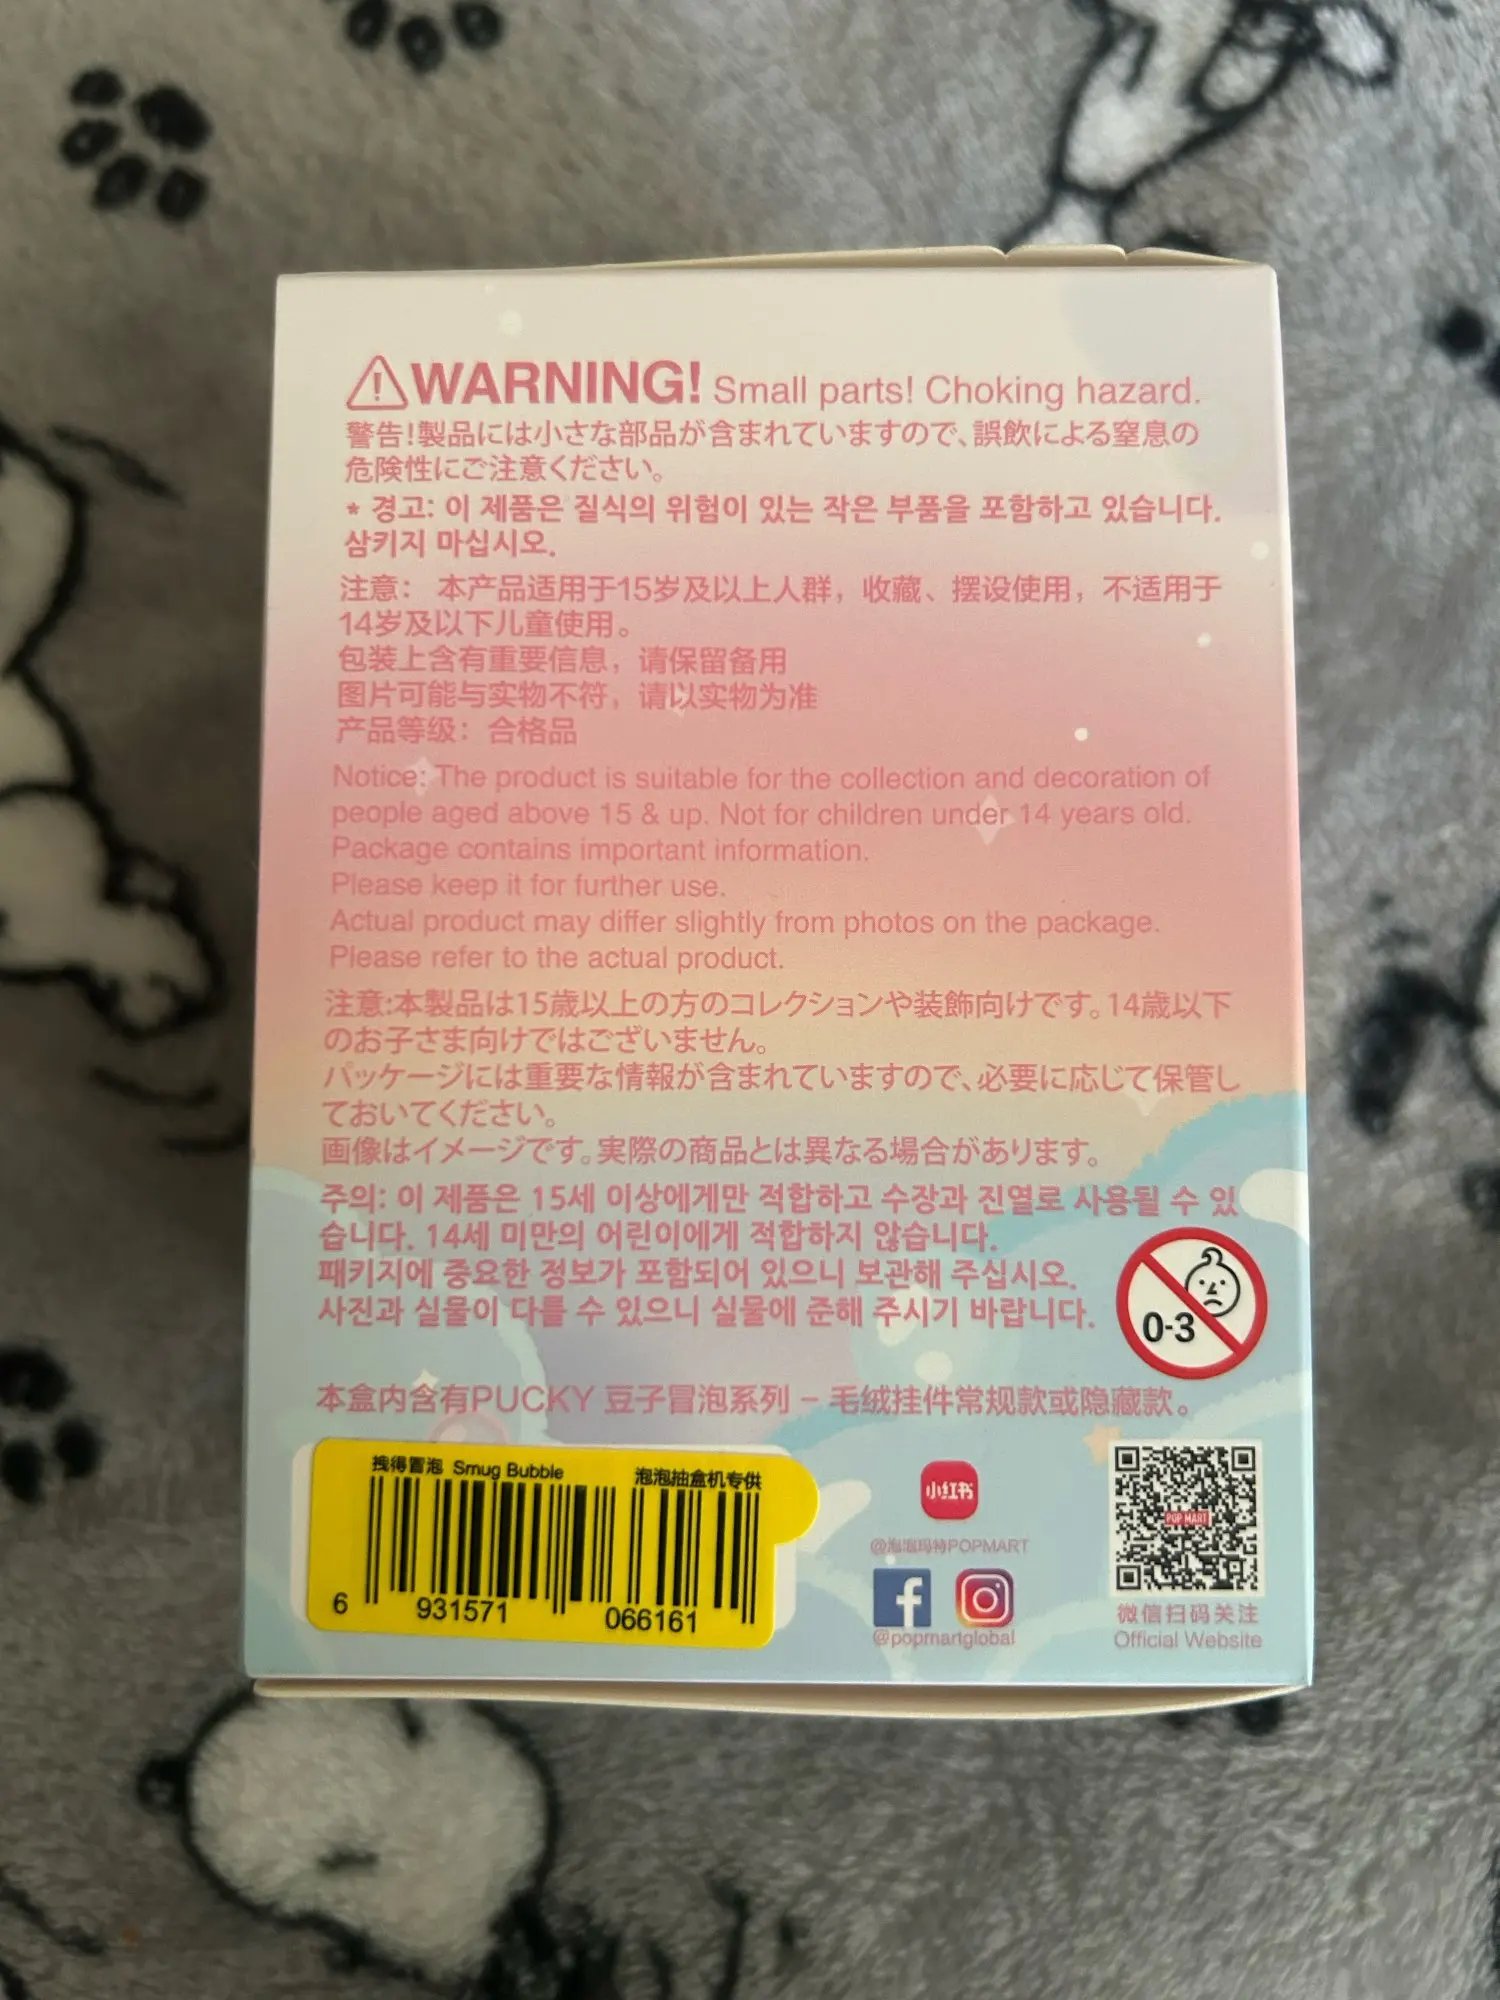 WARNING! Small parts! Choking hazard.
警告!製品には小さな部品が含まれていますので、誤飲による窒息の
危険性にご注意ください。
* 경고: 이 제품은 질식의 위험이 있는 작은 부품을 포함하고 있습니다.
삼키지 마십시오.
注意： 本产品适用于15岁及以上人群，收藏、摆设使用，不适用于
14岁及以下儿童使用。
包装上含有重要信息，请保留备用
图片可能与实物不符，请以实物为准
产品等级：合格品
Notice: The product is suitable for the collection and decoration of
people aged above 15 & up. Not for children under 14 years old.
Package contains important information.
Please keep it for further use.
Actual product may differ slightly from photos on the package.
Please refer to the actual product.
注意:本製品は15歳以上の方のコレクションや装飾向けです。14歳以下
のお子さま向けではございません。
パッケージには重要な情報が含まれていますので、必要に応じて保管し
ておいてください。
画像はイメージです。実際の商品とは異なる場合があります。
주의: 이 제품은 15세 이상에게만 적합하고 수장과 진열로 사용될 수 있
습니다. 14세 미만의 어린이에게 적합하지 않습니다.
패키지에 중요한 정보가 포함되어 있으니 보관해 주십시오.
사진과 실물이 다를 수 있으니 실물에 준해 주시기 바랍니다.
0-3
本盒内含有PUCKY 豆子冒泡系列 – 毛绒挂件常规款或隐藏款。
拽得冒泡 Smug Bubble 泡泡抽盒机专供
6 931571 066161
小红书
@泡泡玛特POPMART
@popmartglobal
POP MART
微信扫码关注
Official Website